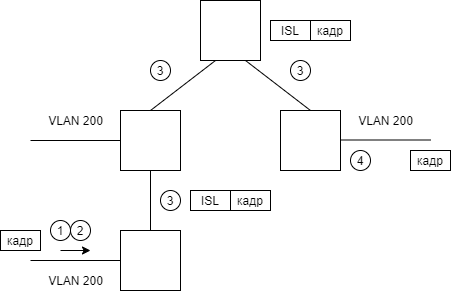 ISL кадр
3 3
VLAN 200 VLAN 200
4 кадр
3 ISL кадр
кадр 1 2
VLAN 200